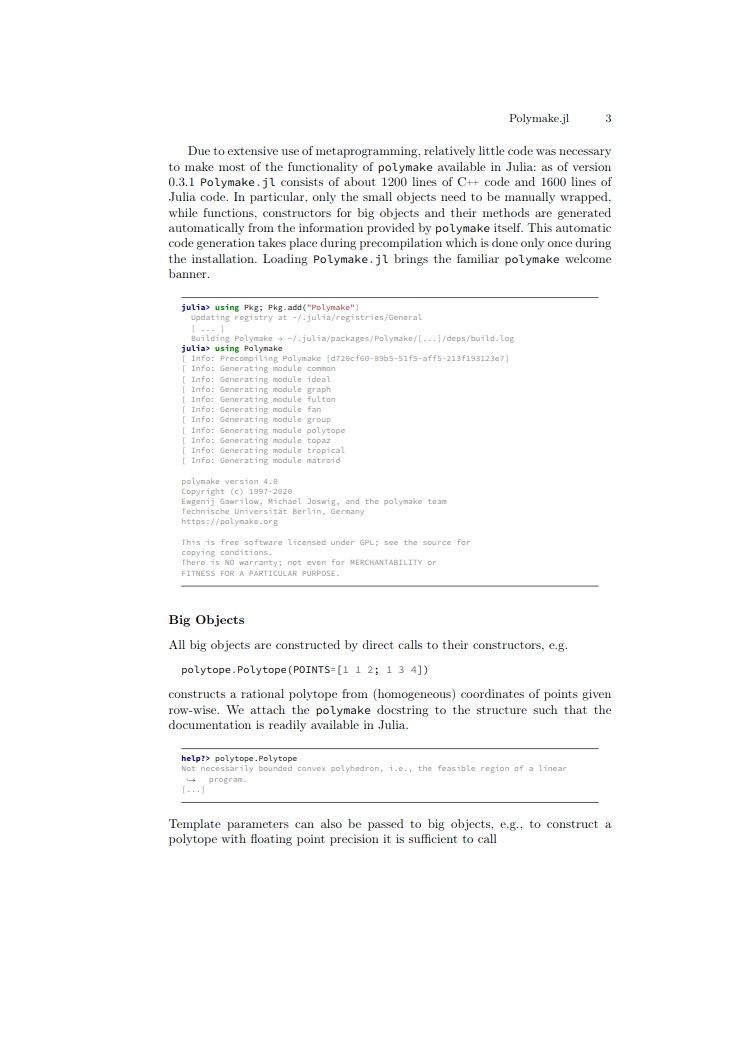 Polymake.jl 3
Due to extensive use of metaprogramming, relatively little code was necessary
to make most of the functionality of polymake available in Julia: as of version
0.3.1 Polymake.jl consists of about 1200 lines of C++ code and 1600 lines of
Julia code. In particular, only the small objects need to be manually wrapped,
while functions, constructors for big objects and their methods are generated
automatically from the information provided by polymake itself. This automatic
code generation takes place during precompilation which is done only once during
the installation. Loading Polymake.jl brings the familiar polymake welcome
banner.
julia> using Pkg; Pkg.add("Polymake")
Updating registry at ~/.julia/registries/General
[ ... ]
Building Polymake → ~/.julia/packages/Polymake/[...]/deps/build.log
julia> using Polymake
[ Info: Precompiling Polymake [d720cf60-89b5-51f5-aff5-213f193123e7]
[ Info: Generating module common
[ Info: Generating module ideal
[ Info: Generating module graph
[ Info: Generating module fulton
[ Info: Generating module fan
[ Info: Generating module group
[ Info: Generating module polytope
[ Info: Generating module topaz
[ Info: Generating module tropical
[ Info: Generating module matroid
polymake version 4.0
Copyright (c) 1997-2020
Ewgenij Gawrilow, Michael Joswig, and the polymake team
Technische Universität Berlin, Germany
https://polymake.org
This is free software licensed under GPL; see the source for
copying conditions.
There is NO warranty; not even for MERCHANTABILITY or
FITNESS FOR A PARTICULAR PURPOSE.
Big Objects
All big objects are constructed by direct calls to their constructors, e.g.
polytope.Polytope(POINTS=[1 1 2; 1 3 4])
constructs a rational polytope from (homogeneous) coordinates of points given
row-wise. We attach the polymake docstring to the structure such that the
documentation is readily available in Julia.
help?> polytope.Polytope
Not necessarily bounded convex polyhedron, i.e., the feasible region of a linear
↪ program.
[...]
Template parameters can also be passed to big objects, e.g., to construct a
polytope with floating point precision it is sufficient to call